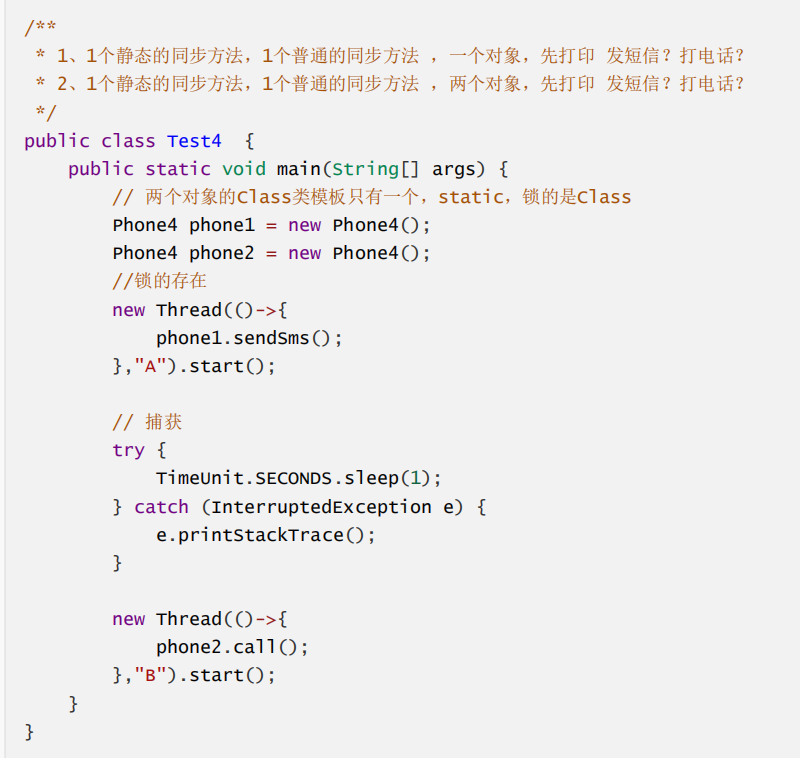 /**
 * 1、1个静态的同步方法，1个普通的同步方法 ，一个对象，先打印 发短信？打电话？
 * 2、1个静态的同步方法，1个普通的同步方法 ，两个对象，先打印 发短信？打电话？
 */
public class Test4  {
    public static void main(String[] args) {
        // 两个对象的Class类模板只有一个，static，锁的是Class
        Phone4 phone1 = new Phone4();
        Phone4 phone2 = new Phone4();
        //锁的存在
        new Thread(()->{
            phone1.sendSms();
        },"A").start();

        // 捕获
        try {
            TimeUnit.SECONDS.sleep(1);
        } catch (InterruptedException e) {
            e.printStackTrace();
        }

        new Thread(()->{
            phone2.call();
        },"B").start();
    }
}